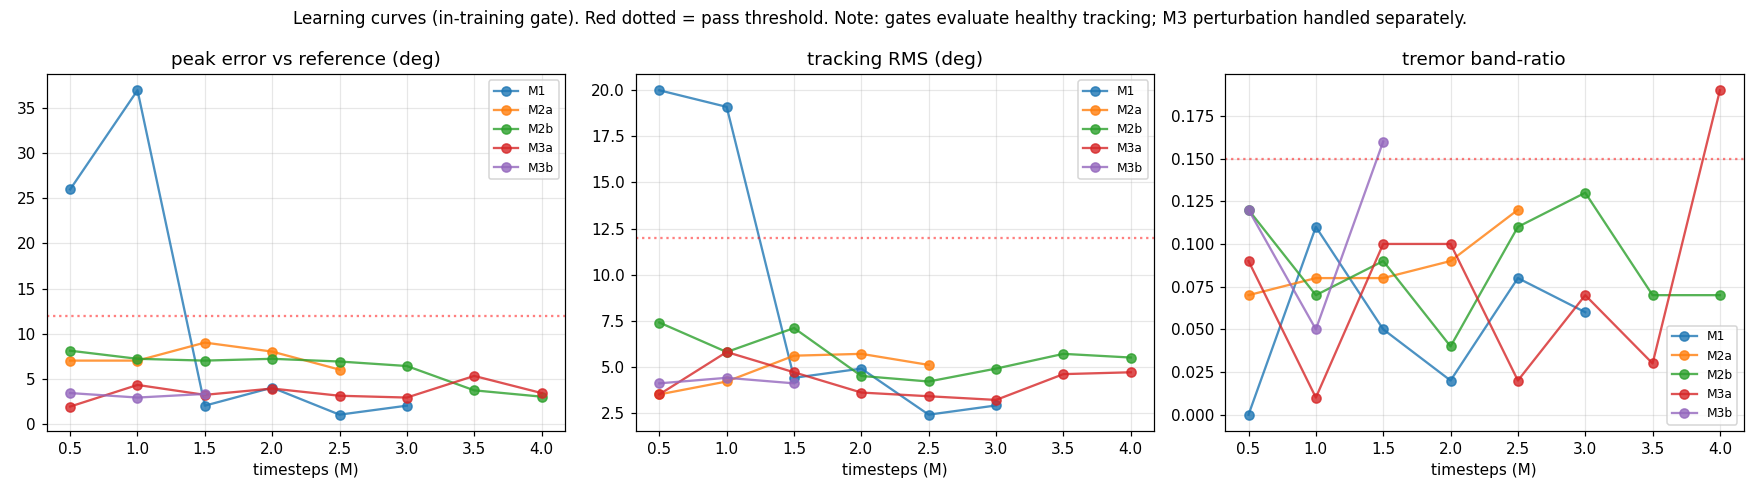 Learning curves (in-training gate). Red dotted = pass threshold. Note: gates evaluate healthy tracking; M3 perturbation handled separately.
peak error vs reference (deg)
35
30
25
20
15
10
5
0
0.5 1.0 1.5 2.0 2.5 3.0 3.5 4.0
timesteps (M)
M1
M2a
M2b
M3a
M3b
tracking RMS (deg)
20.0
17.5
15.0
12.5
10.0
7.5
5.0
2.5
0.5 1.0 1.5 2.0 2.5 3.0 3.5 4.0
timesteps (M)
M1
M2a
M2b
M3a
M3b
tremor band-ratio
0.175
0.150
0.125
0.100
0.075
0.050
0.025
0.000
0.5 1.0 1.5 2.0 2.5 3.0 3.5 4.0
timesteps (M)
M1
M2a
M2b
M3a
M3b